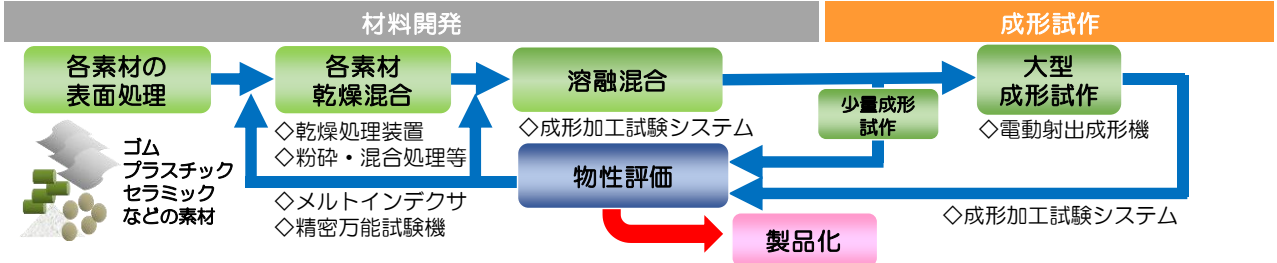 材料開発
成形試作
各素材の
表面処理
各素材
乾燥混合
溶融混合
大型
成形試作
少量成形
試作
◇乾燥処理装置
◇粉砕・混合処理等
◇成形加工試験システム
◇電動射出成形機
ゴム
プラスチック
セラミック
などの素材
物性評価
◇メルトインデクサ
◇精密万能試験機
◇成形加工試験システム
製品化